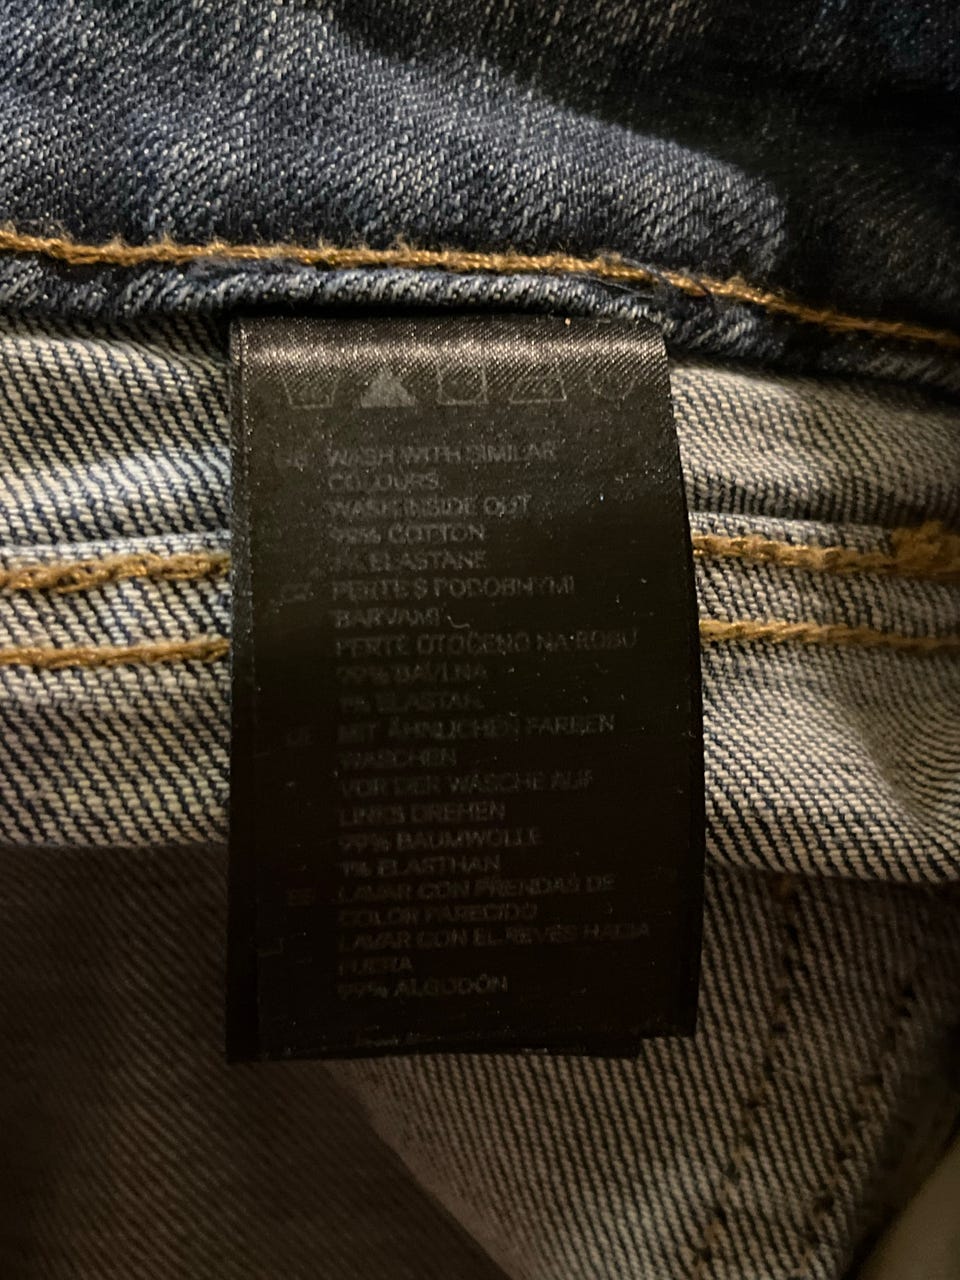 WASH WITH SIMILAR
COLOURS
WASH INSIDE OUT
99% COTTON
1% ELASTANE
PERTE S PODOBNÝMI
BARVAMI
PERTE OTOČENO NA RUBU
99% BAVLNA
1% ELASTAN
MIT ÄHNLICHEN FARBEN
WASCHEN
VOR DER WÄSCHE AUF
LINKS DREHEN
99% BAUMWOLLE
1% ELASTHAN
LAVAR CON PRENDAS DE
COLOR PARECIDO
LAVAR CON EL REVÉS HACIA
FUERA
99% ALGODÓN